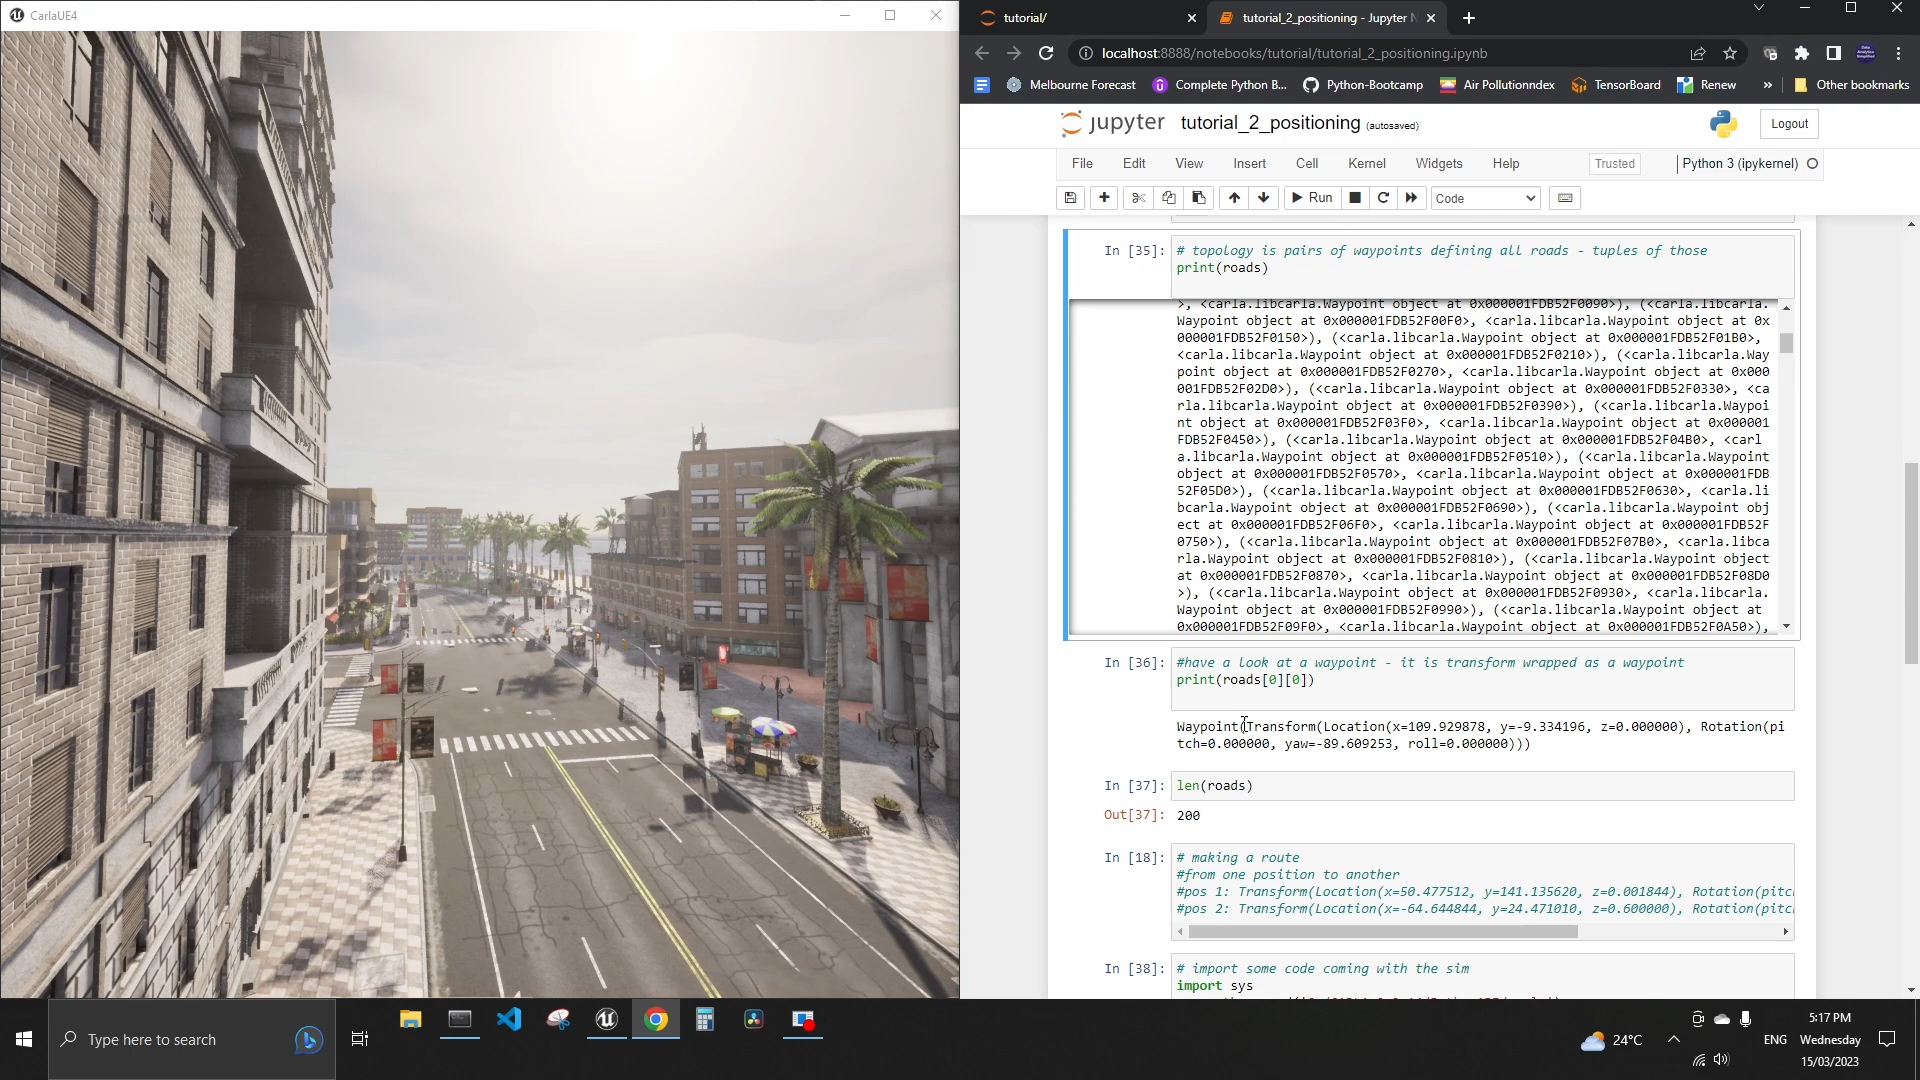 CarlaUE4
tutorial/
tutorial_2_positioning - Jupyter N
localhost:8888/notebooks/tutorial/tutorial_2_positioning.ipynb
Melbourne Forecast
Complete Python B...
Python-Bootcamp
Air Pollutionndex
TensorBoard
Renew
»
Other bookmarks
jupyter tutorial_2_positioning (autosaved)
Logout
File Edit View Insert Cell Kernel Widgets Help
Trusted
Python 3 (ipykernel)
Run
Code
In [35]: # topology is pairs of waypoints defining all roads - tuples of those
print(roads)
>, <carla.libcarla.Waypoint object at 0x000001FDB52F0090>), (<carla.libcarla.
Waypoint object at 0x000001FDB52F00F0>, <carla.libcarla.Waypoint object at 0x
000001FDB52F0150>), (<carla.libcarla.Waypoint object at 0x000001FDB52F01B0>,
<carla.libcarla.Waypoint object at 0x000001FDB52F0210>), (<carla.libcarla.Way
point object at 0x000001FDB52F0270>, <carla.libcarla.Waypoint object at 0x000
001FDB52F02D0>), (<carla.libcarla.Waypoint object at 0x000001FDB52F0330>, <ca
rla.libcarla.Waypoint object at 0x000001FDB52F0390>), (<carla.libcarla.Waypoi
nt object at 0x000001FDB52F03F0>, <carla.libcarla.Waypoint object at 0x000001
FDB52F0450>), (<carla.libcarla.Waypoint object at 0x000001FDB52F04B0>, <carl
a.libcarla.Waypoint object at 0x000001FDB52F0510>), (<carla.libcarla.Waypoint
object at 0x000001FDB52F0570>, <carla.libcarla.Waypoint object at 0x000001FDB
52F05D0>), (<carla.libcarla.Waypoint object at 0x000001FDB52F0630>, <carla.li
bcarla.Waypoint object at 0x000001FDB52F0690>), (<carla.libcarla.Waypoint obj
ect at 0x000001FDB52F06F0>, <carla.libcarla.Waypoint object at 0x000001FDB52F
0750>), (<carla.libcarla.Waypoint object at 0x000001FDB52F07B0>, <carla.libca
rla.Waypoint object at 0x000001FDB52F0810>), (<carla.libcarla.Waypoint object
at 0x000001FDB52F0870>, <carla.libcarla.Waypoint object at 0x000001FDB52F08D0
>), (<carla.libcarla.Waypoint object at 0x000001FDB52F0930>, <carla.libcarla.
Waypoint object at 0x000001FDB52F0990>), (<carla.libcarla.Waypoint object at
0x000001FDB52F09F0>, <carla.libcarla.Waypoint object at 0x000001FDB52F0A50>),
In [36]: #have a look at a waypoint - it is transform wrapped as a waypoint
print(roads[0][0])
Waypoint(Transform(Location(x=109.929878, y=-9.334196, z=0.000000), Rotation(pi
tch=0.000000, yaw=-89.609253, roll=0.000000)))
In [37]: len(roads)
Out[37]: 200
In [18]: # making a route
#from one position to another
#pos 1: Transform(Location(x=50.477512, y=141.135620, z=0.001844), Rotation(pitc
#pos 2: Transform(Location(x=-64.644844, y=24.471010, z=0.600000), Rotation(pitc
In [38]: # import some code coming with the sim
import sys
Type here to search
24°C
ENG
5:17 PM
Wednesday
15/03/2023